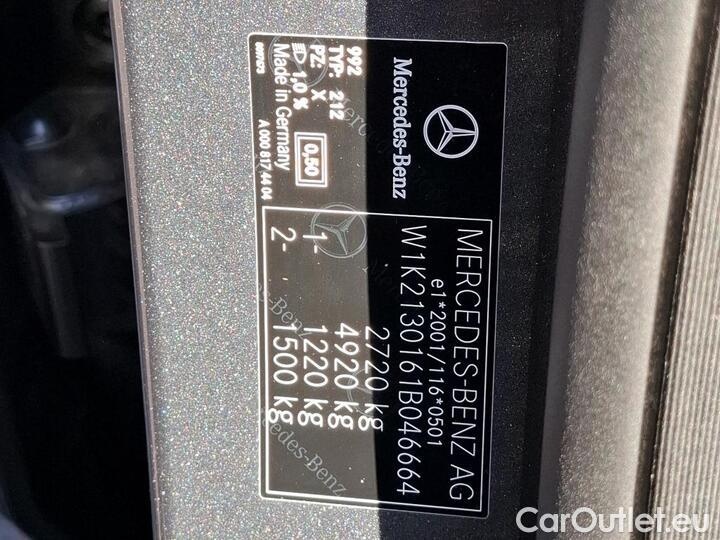 Mercedes-Benz
992
TYP: 212
PZ: X
1,0 %
0,50
Made in Germany
007573
A 000 817 44 04
MERCEDES-BENZ AG
e1*2001/116*0501
W1K2130161B046664
2720 kg
4920 kg
1- 1220 kg
2- 1500 kg
CarOutlet.eu